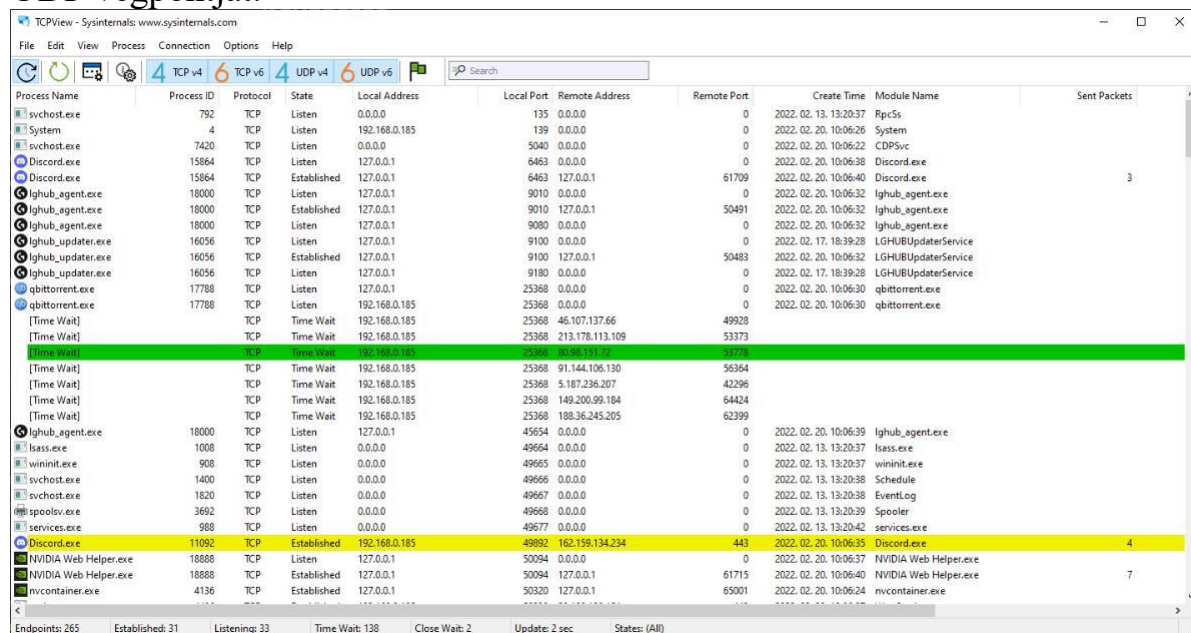 UDP végpontját.
TCPView - Sysinternals: www.sysinternals.com
File Edit View Process Connection Options Help
4 TCP v4 6 TCP v6 4 UDP v4 6 UDP v6 Search
Process Name Process ID Protocol State Local Address Local Port Remote Address Remote Port Create Time Module Name Sent Packets
svchost.exe 792 TCP Listen 0.0.0.0 135 0.0.0.0 0 2022. 02. 13. 13:20:37 RpcSs
System 4 TCP Listen 192.168.0.185 139 0.0.0.0 0 2022. 02. 20. 10:06:26 System
svchost.exe 7420 TCP Listen 0.0.0.0 5040 0.0.0.0 0 2022. 02. 20. 10:06:22 CDPSvc
Discord.exe 15864 TCP Listen 127.0.0.1 6463 0.0.0.0 0 2022. 02. 20. 10:06:38 Discord.exe
Discord.exe 15864 TCP Established 127.0.0.1 6463 127.0.0.1 61709 2022. 02. 20. 10:06:40 Discord.exe 3
lghub_agent.exe 18000 TCP Listen 127.0.0.1 9010 0.0.0.0 0 2022. 02. 20. 10:06:32 lghub_agent.exe
lghub_agent.exe 18000 TCP Established 127.0.0.1 9010 127.0.0.1 50491 2022. 02. 20. 10:06:32 lghub_agent.exe
lghub_agent.exe 18000 TCP Listen 127.0.0.1 9080 0.0.0.0 0 2022. 02. 20. 10:06:32 lghub_agent.exe
lghub_updater.exe 16056 TCP Listen 127.0.0.1 9100 0.0.0.0 0 2022. 02. 17. 18:39:28 LGHUBUpdaterService
lghub_updater.exe 16056 TCP Established 127.0.0.1 9100 127.0.0.1 50483 2022. 02. 20. 10:06:32 LGHUBUpdaterService
lghub_updater.exe 16056 TCP Listen 127.0.0.1 9180 0.0.0.0 0 2022. 02. 17. 18:39:28 LGHUBUpdaterService
qbittorrent.exe 17788 TCP Listen 127.0.0.1 25368 0.0.0.0 0 2022. 02. 20. 10:06:30 qbittorrent.exe
qbittorrent.exe 17788 TCP Listen 192.168.0.185 25368 0.0.0.0 0 2022. 02. 20. 10:06:30 qbittorrent.exe
[Time Wait] TCP Time Wait 192.168.0.185 25368 46.107.137.66 49928
[Time Wait] TCP Time Wait 192.168.0.185 25368 213.178.113.109 53373
[Time Wait] TCP Time Wait 192.168.0.185 25368 80.98.151.72 53778
[Time Wait] TCP Time Wait 192.168.0.185 25368 91.144.106.130 56364
[Time Wait] TCP Time Wait 192.168.0.185 25368 5.187.236.207 42296
[Time Wait] TCP Time Wait 192.168.0.185 25368 149.200.99.184 64424
[Time Wait] TCP Time Wait 192.168.0.185 25368 188.36.245.205 62399
lghub_agent.exe 18000 TCP Listen 127.0.0.1 45654 0.0.0.0 0 2022. 02. 20. 10:06:39 lghub_agent.exe
lsass.exe 1008 TCP Listen 0.0.0.0 49664 0.0.0.0 0 2022. 02. 13. 13:20:37 lsass.exe
wininit.exe 908 TCP Listen 0.0.0.0 49665 0.0.0.0 0 2022. 02. 13. 13:20:37 wininit.exe
svchost.exe 1400 TCP Listen 0.0.0.0 49666 0.0.0.0 0 2022. 02. 13. 13:20:38 Schedule
svchost.exe 1820 TCP Listen 0.0.0.0 49667 0.0.0.0 0 2022. 02. 13. 13:20:38 EventLog
spoolsv.exe 3692 TCP Listen 0.0.0.0 49668 0.0.0.0 0 2022. 02. 13. 13:20:39 Spooler
services.exe 988 TCP Listen 0.0.0.0 49677 0.0.0.0 0 2022. 02. 13. 13:20:42 services.exe
Discord.exe 11092 TCP Established 192.168.0.185 49892 162.159.134.234 443 2022. 02. 20. 10:06:35 Discord.exe 4
NVIDIA Web Helper.exe 18888 TCP Listen 127.0.0.1 50094 0.0.0.0 0 2022. 02. 20. 10:06:37 NVIDIA Web Helper.exe
NVIDIA Web Helper.exe 18888 TCP Established 127.0.0.1 50094 127.0.0.1 61715 2022. 02. 20. 10:06:40 NVIDIA Web Helper.exe 7
nvcontainer.exe 4136 TCP Established 127.0.0.1 50320 127.0.0.1 65001 2022. 02. 20. 10:06:24 nvcontainer.exe
Endpoints: 265 Established: 31 Listening: 33 Time Wait: 138 Close Wait: 2 Update: 2 sec States: (All)